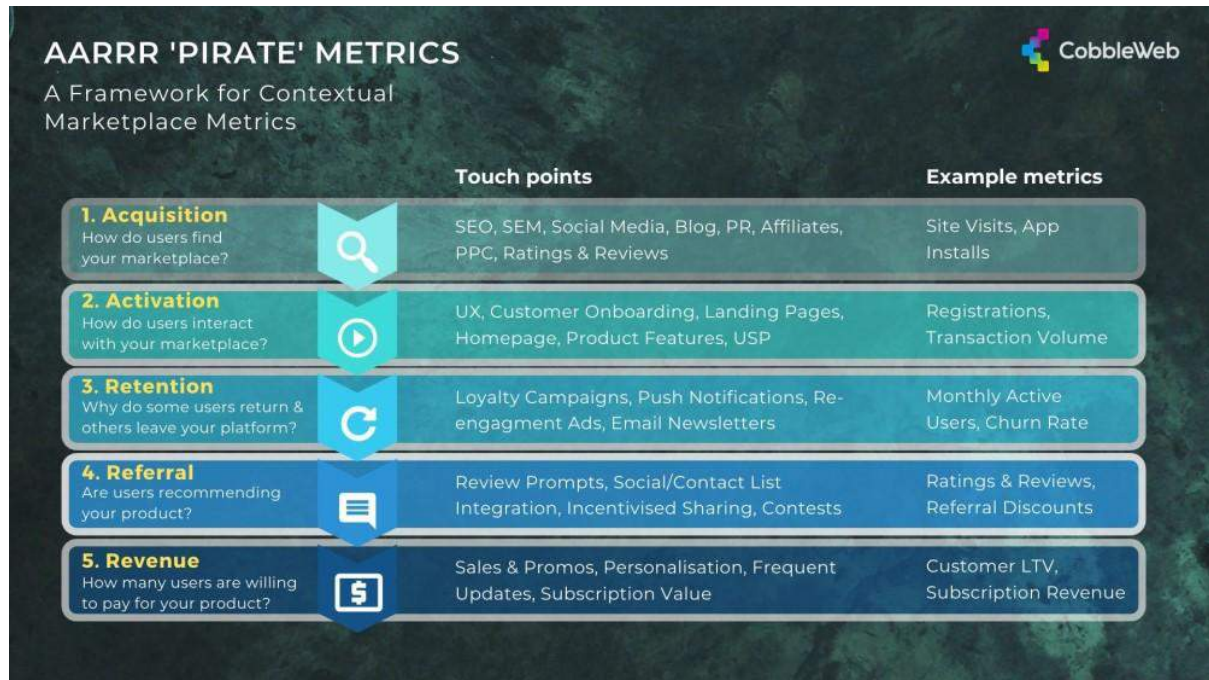 AARRR 'PIRATE' METRICS
A Framework for Contextual
Marketplace Metrics
CobbleWeb
Touch points
Example metrics
1. Acquisition
How do users find
your marketplace?
SEO, SEM, Social Media, Blog, PR, Affiliates,
PPC, Ratings & Reviews
Site Visits, App
Installs
2. Activation
How do users interact
with your marketplace?
UX, Customer Onboarding, Landing Pages,
Homepage, Product Features, USP
Registrations,
Transaction Volume
3. Retention
Why do some users return &
others leave your platform?
Loyalty Campaigns, Push Notifications, Re-
engagment Ads, Email Newsletters
Monthly Active
Users, Churn Rate
4. Referral
Are users recommending
your product?
Review Prompts, Social/Contact List
Integration, Incentivised Sharing, Contests
Ratings & Reviews,
Referral Discounts
5. Revenue
How many users are willing
to pay for your product?
$
Sales & Promos, Personalisation, Frequent
Updates, Subscription Value
Customer LTV,
Subscription Revenue